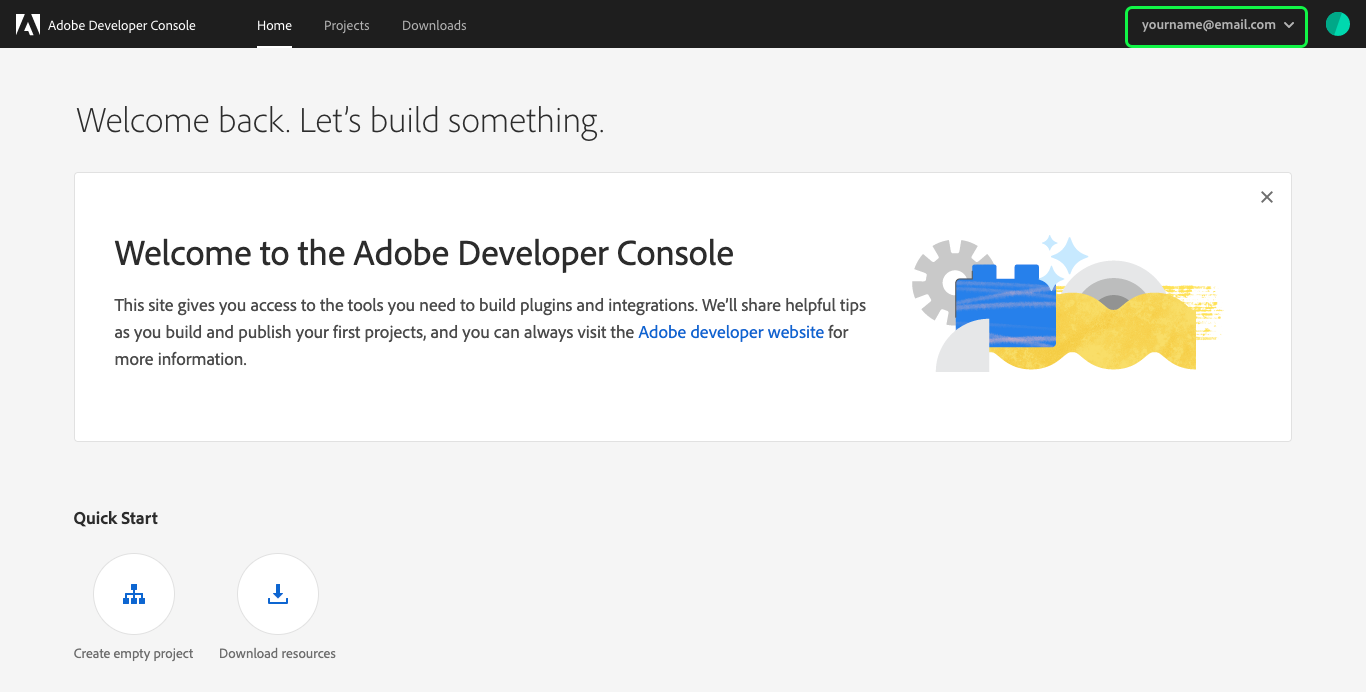 Adobe Developer Console
Home
Projects
Downloads
yourname@email.com
Welcome back. Let’s build something.
Welcome to the Adobe Developer Console
This site gives you access to the tools you need to build plugins and integrations. We’ll share helpful tips
as you build and publish your first projects, and you can always visit the Adobe developer website for
more information.
Quick Start
Create empty project
Download resources